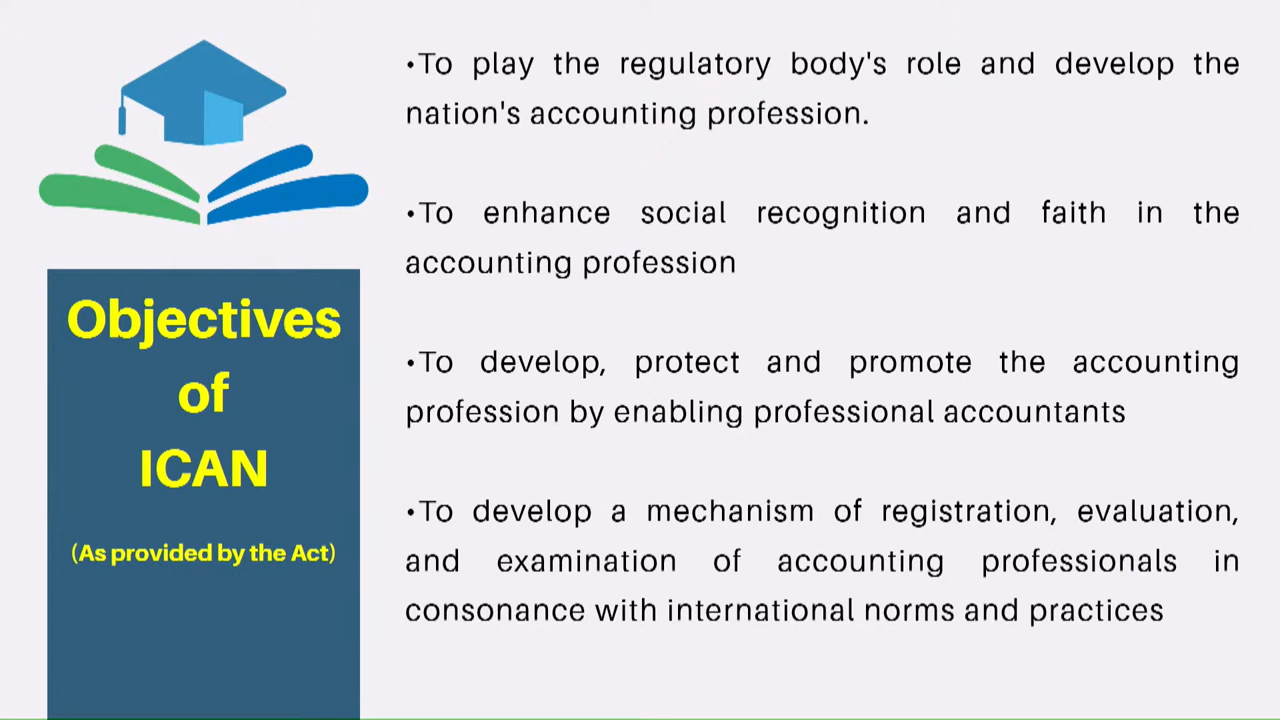 Objectives
of
ICAN
(As provided by the Act)
•To play the regulatory body's role and develop the
nation's accounting profession.
•To enhance social recognition and faith in the
accounting profession
•To develop, protect and promote the accounting
profession by enabling professional accountants
•To develop a mechanism of registration, evaluation,
and examination of accounting professionals in
consonance with international norms and practices